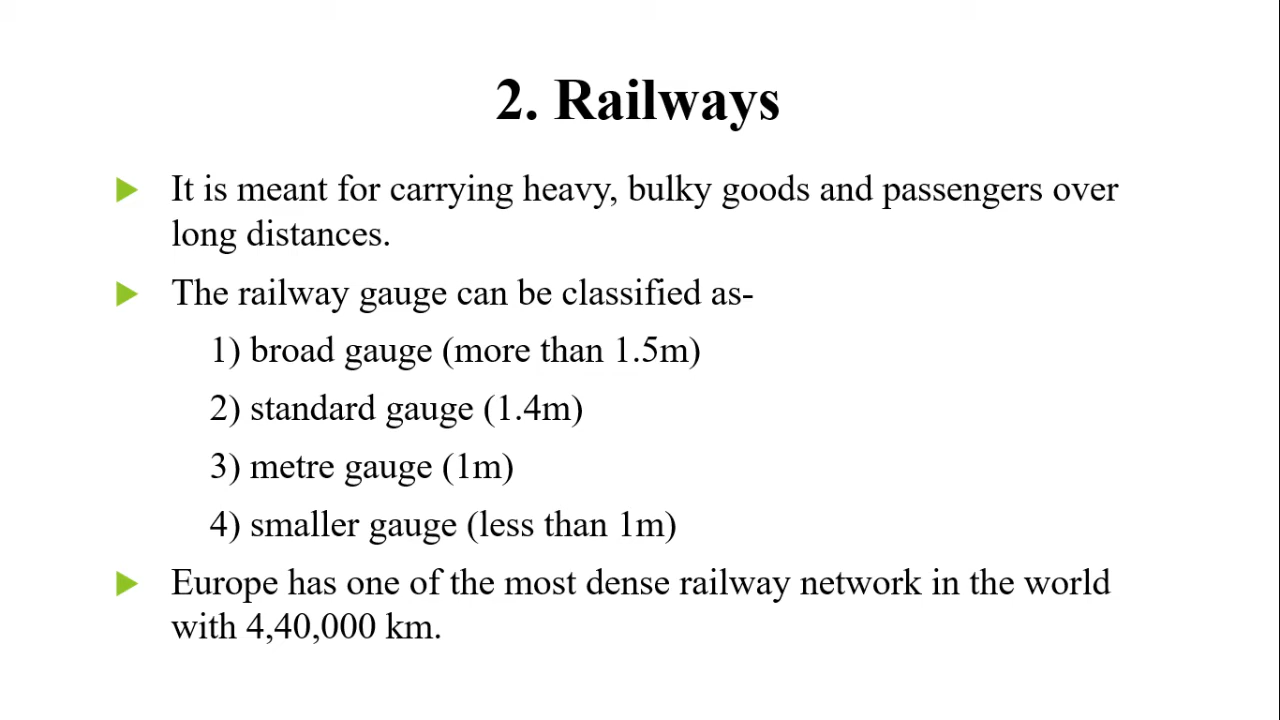 2. Railways
It is meant for carrying heavy, bulky goods and passengers over
long distances.
The railway gauge can be classified as-
1) broad gauge (more than 1.5m)
2) standard gauge (1.4m)
3) metre gauge (1m)
4) smaller gauge (less than 1m)
Europe has one of the most dense railway network in the world
with 4,40,000 km.